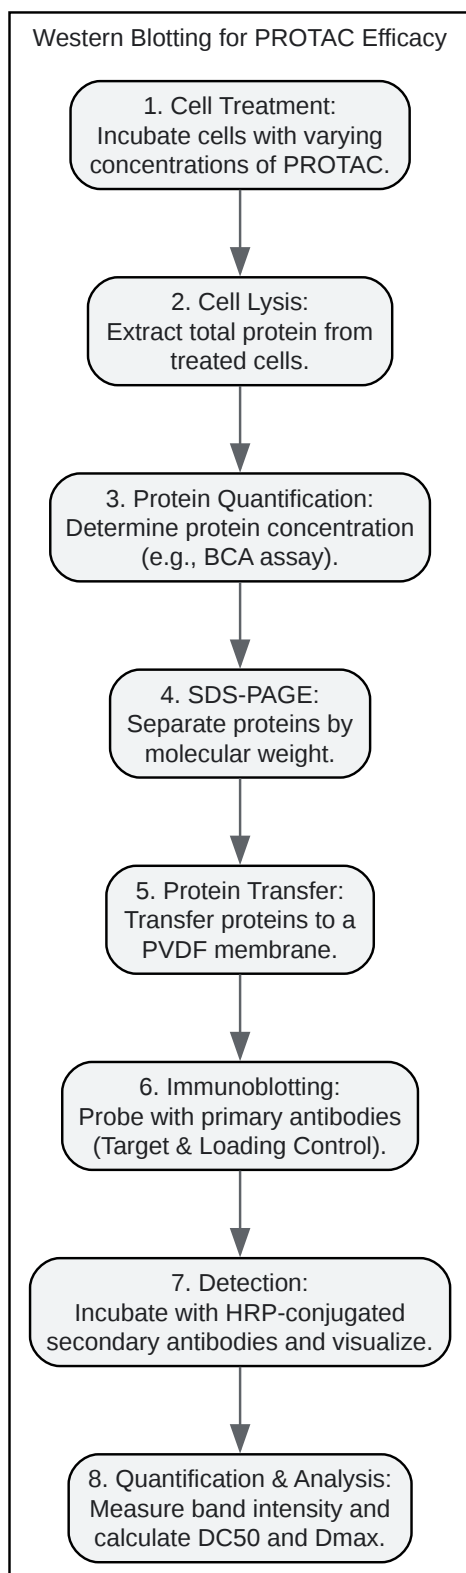 Western Blotting for PROTAC Efficacy
1. Cell Treatment:
Incubate cells with varying
concentrations of PROTAC.
2. Cell Lysis:
Extract total protein from
treated cells.
3. Protein Quantification:
Determine protein concentration
(e.g., BCA assay).
4. SDS-PAGE:
Separate proteins by
molecular weight.
5. Protein Transfer:
Transfer proteins to a
PVDF membrane.
6. Immunoblotting:
Probe with primary antibodies
(Target & Loading Control).
7. Detection:
Incubate with HRP-conjugated
secondary antibodies and visualize.
8. Quantification & Analysis:
Measure band intensity and
calculate DC50 and Dmax.